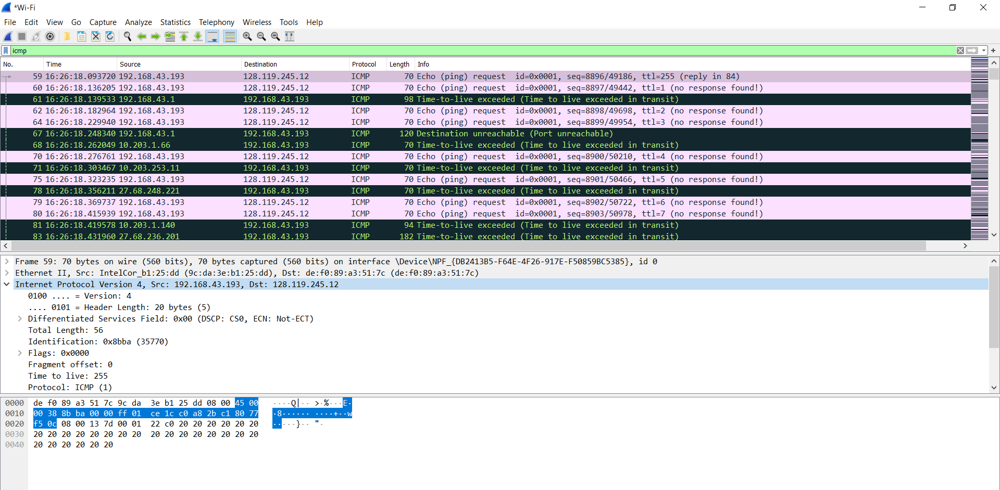 *Wi-Fi
File Edit View Go Capture Analyze Statistics Telephony Wireless Tools Help
icmp
No. Time Source Destination Protocol Length Info
59 16:26:18.093720 192.168.43.193 128.119.245.12 ICMP 70 Echo (ping) request id=0x0001, seq=8896/49186, ttl=255 (reply in 84)
60 16:26:18.136205 192.168.43.193 128.119.245.12 ICMP 70 Echo (ping) request id=0x0001, seq=8897/49442, ttl=1 (no response found!)
61 16:26:18.139533 192.168.43.1 192.168.43.193 ICMP 98 Time-to-live exceeded (Time to live exceeded in transit)
62 16:26:18.182964 192.168.43.193 128.119.245.12 ICMP 70 Echo (ping) request id=0x0001, seq=8898/49698, ttl=2 (no response found!)
64 16:26:18.229940 192.168.43.193 128.119.245.12 ICMP 70 Echo (ping) request id=0x0001, seq=8899/49954, ttl=3 (no response found!)
67 16:26:18.248340 192.168.43.1 192.168.43.193 ICMP 120 Destination unreachable (Port unreachable)
68 16:26:18.262049 10.203.1.66 192.168.43.193 ICMP 70 Time-to-live exceeded (Time to live exceeded in transit)
70 16:26:18.276761 192.168.43.193 128.119.245.12 ICMP 70 Echo (ping) request id=0x0001, seq=8900/50210, ttl=4 (no response found!)
71 16:26:18.303467 10.203.253.11 192.168.43.193 ICMP 70 Time-to-live exceeded (Time to live exceeded in transit)
75 16:26:18.323235 192.168.43.193 128.119.245.12 ICMP 70 Echo (ping) request id=0x0001, seq=8901/50466, ttl=5 (no response found!)
78 16:26:18.356211 27.68.248.221 192.168.43.193 ICMP 70 Time-to-live exceeded (Time to live exceeded in transit)
79 16:26:18.369737 192.168.43.193 128.119.245.12 ICMP 70 Echo (ping) request id=0x0001, seq=8902/50722, ttl=6 (no response found!)
80 16:26:18.415939 192.168.43.193 128.119.245.12 ICMP 70 Echo (ping) request id=0x0001, seq=8903/50978, ttl=7 (no response found!)
81 16:26:18.419578 10.203.1.140 192.168.43.193 ICMP 94 Time-to-live exceeded (Time to live exceeded in transit)
83 16:26:18.431960 27.68.236.201 192.168.43.193 ICMP 182 Time-to-live exceeded (Time to live exceeded in transit)
Frame 59: 70 bytes on wire (560 bits), 70 bytes captured (560 bits) on interface \Device\NPF_{DB2413B5-F64E-4F26-917E-F50859BC5385}, id 0
Ethernet II, Src: IntelCor_b1:25:dd (9c:da:3e:b1:25:dd), Dst: de:f0:89:a3:51:7c (de:f0:89:a3:51:7c)
Internet Protocol Version 4, Src: 192.168.43.193, Dst: 128.119.245.12
0100 .... = Version: 4
.... 0101 = Header Length: 20 bytes (5)
Differentiated Services Field: 0x00 (DSCP: CS0, ECN: Not-ECT)
Total Length: 56
Identification: 0x8bba (35770)
Flags: 0x0000
Fragment offset: 0
Time to live: 255
Protocol: ICMP (1)
0000 de f0 89 a3 51 7c 9c da 3e b1 25 dd 08 00 45 00 ····Q|·· >·%···E·
0010 00 38 8b ba 00 00 ff 01 ce 1c c0 a8 2b c1 80 77 ·8······ ····+··w
0020 f5 0c 08 00 13 7d 00 01 22 c0 20 20 20 20 20 20 ·····}·· "·
0030 20 20 20 20 20 20 20 20 20 20 20 20 20 20 20 20
0040 20 20 20 20 20 20